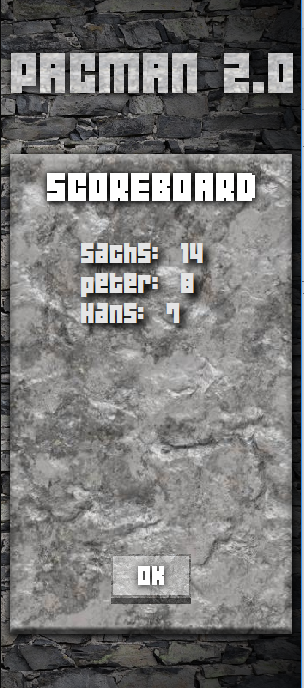 PACMAN 2.0
SCOREBOARD
Sachs: 14
peter: 8
Hans: 7
OK